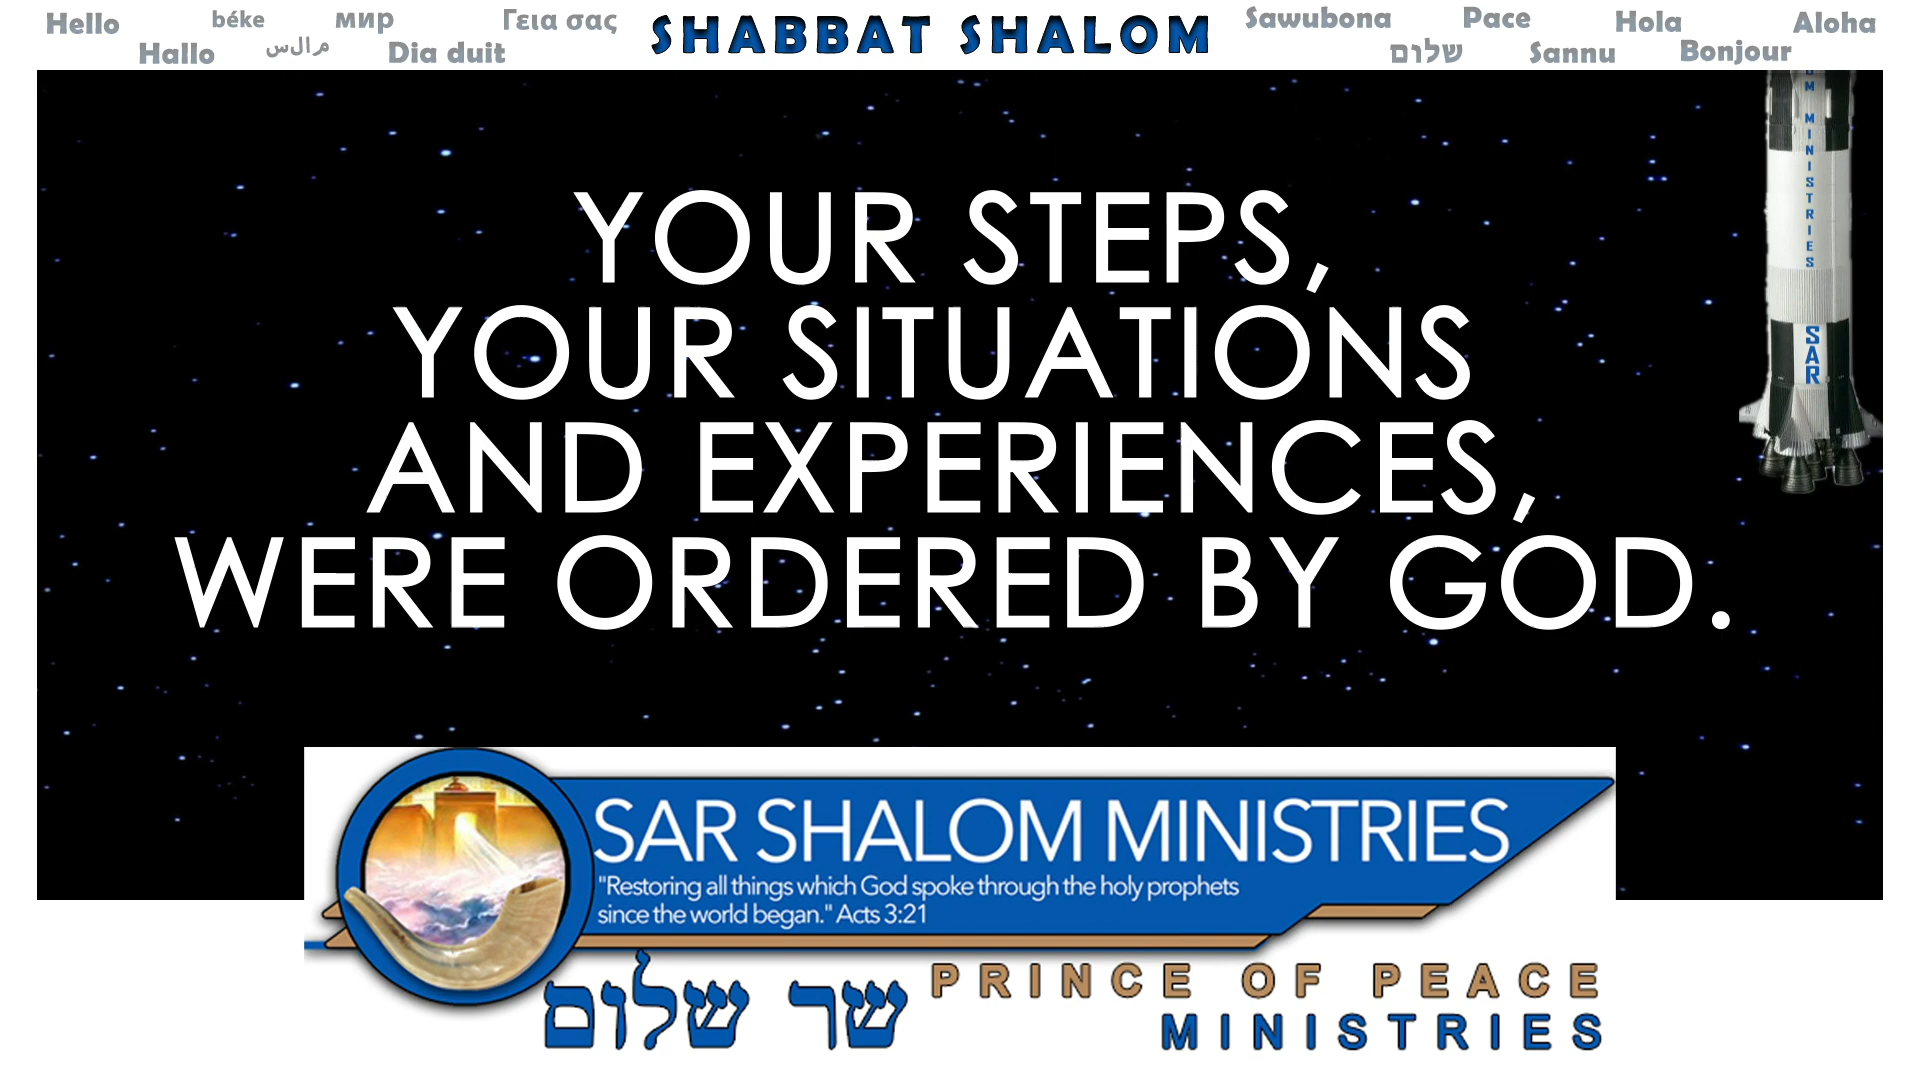 Hello béke мир Γεια σας SHABBAT SHALOM Sawubona Pace Hola Aloha
Hallo م ا ل س Dia duit שלום Sannu Bonjour
YOUR STEPS,
YOUR SITUATIONS
AND EXPERIENCES,
WERE ORDERED BY GOD.
OM MINISTRIES
SAR
SAR SHALOM MINISTRIES
"Restoring all things which God spoke through the holy prophets
since the world began." Acts 3:21
שר שלום
PRINCE OF PEACE
MINISTRIES